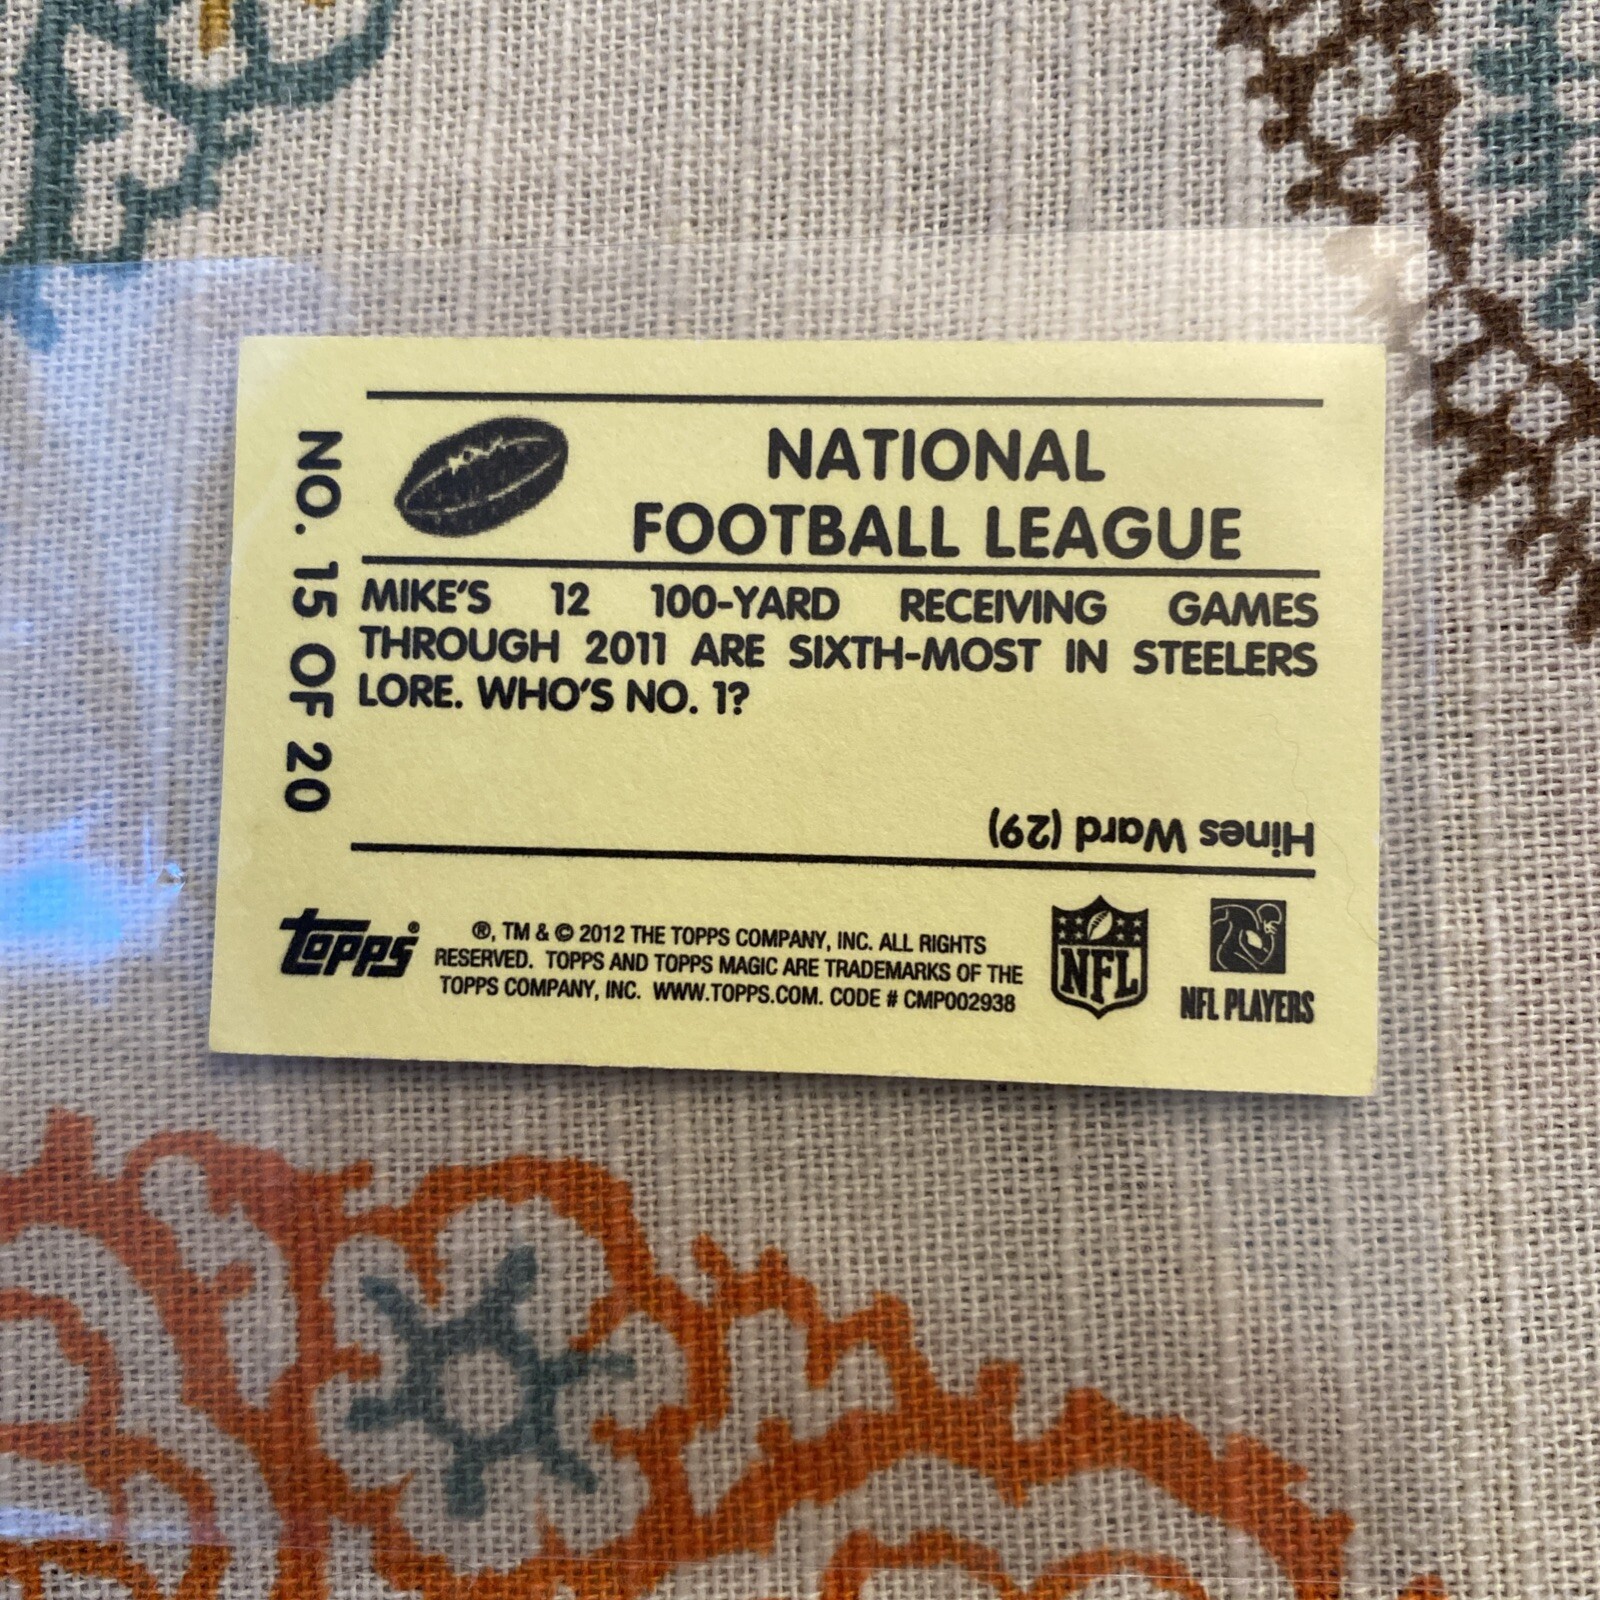 NATIONAL
FOOTBALL LEAGUE
NO. 15 OF 20
MIKE'S 12 100-YARD RECEIVING GAMES
THROUGH 2011 ARE SIXTH-MOST IN STEELERS
LORE. WHO'S NO. 1?
Hines Ward (29)
Topps®
®, TM & © 2012 THE TOPPS COMPANY, INC. ALL RIGHTS
RESERVED. TOPPS AND TOPPS MAGIC ARE TRADEMARKS OF THE
TOPPS COMPANY, INC. WWW.TOPPS.COM. CODE # CMP002938
NFL
NFL PLAYERS